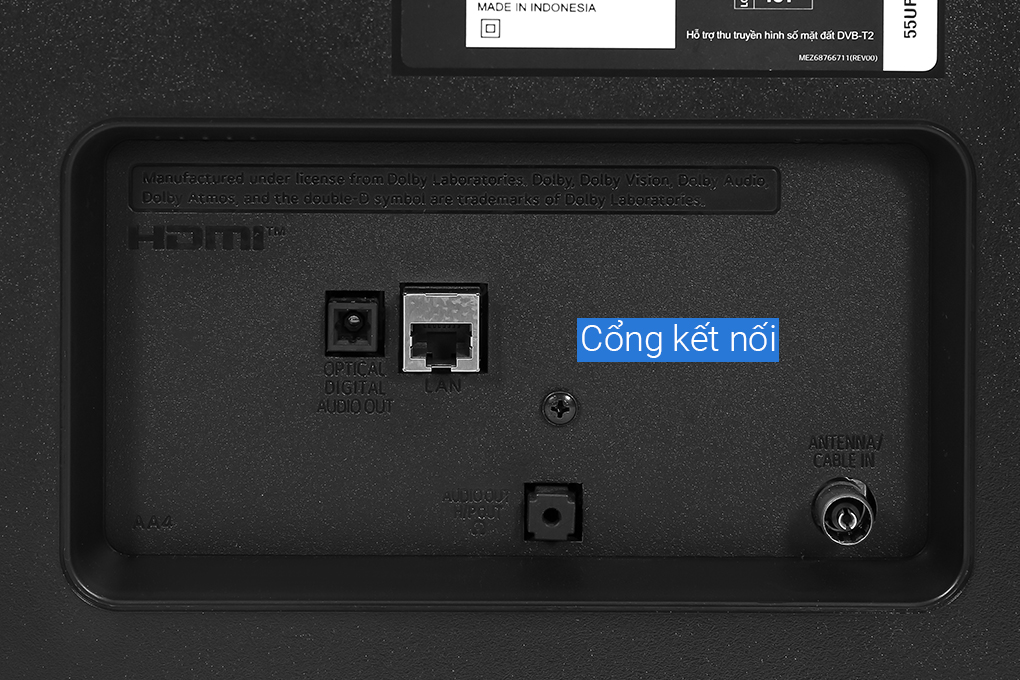 MADE IN INDONESIA
Hỗ trợ thu truyền hình số mặt đất DVB-T2
MEZ68766711(REV00)
Manufactured under license from Dolby Laboratories. Dolby, Dolby Vision, Dolby Audio,
Dolby Atmos, and the double-D symbol are trademarks of Dolby Laboratories.
HDMI™
Cổng kết nối
OPTICAL
DIGITAL
AUDIO OUT
LAN
ANTENNA/
CABLE IN
AUDIO OUT
H/P OUT
AA4